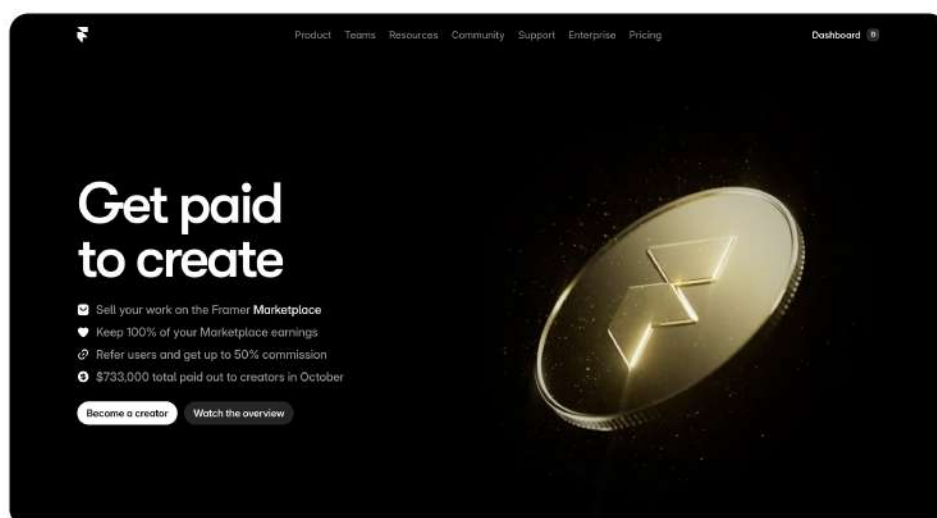 Product Teams Resources Community Support Enterprise Pricing Dashboard
Get paid
to create
Sell your work on the Framer Marketplace
Keep 100% of your Marketplace earnings
Refer users and get up to 50% commission
$733,000 total paid out to creators in October
Become a creator Watch the overview